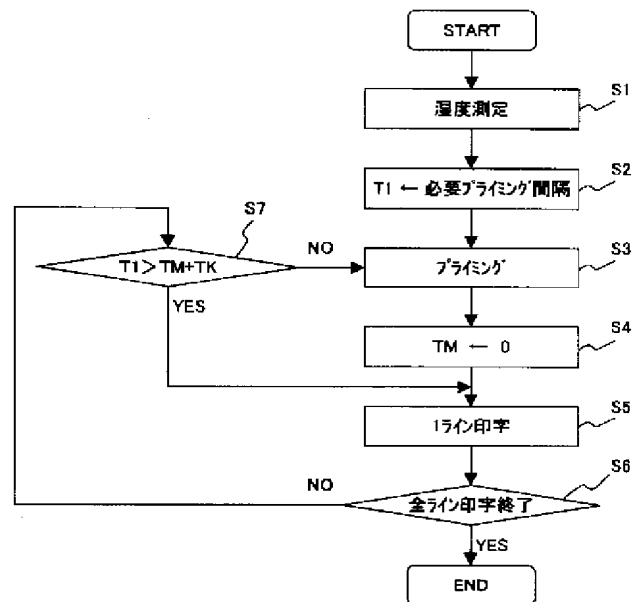 START
S1
湿度測定
S2
T1 ← 必要プライミング間隔
S7
S3
T1 > TM+TK
NO
プライミング
YES
S4
TM ← 0
S5
1ライン印字
S6
NO
全ライン印字終了
YES
END